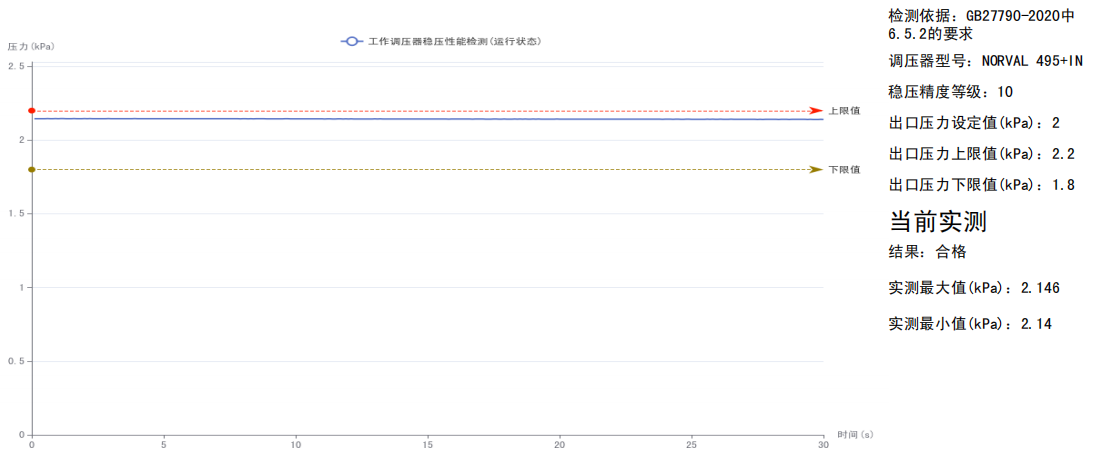 工作调压器稳压性能检测(运行状态)
压力(kPa)
2.5
上限值
2
下限值
1.5
1
0.5
0
0 5 10 15 20 25 30
时间(s)
检测依据: GB27790-2020中
6.5.2的要求
调压器型号: NORVAL 495+IN
稳压精度等级: 10
出口压力设定值(kPa): 2
出口压力上限值(kPa): 2.2
出口压力下限值(kPa): 1.8
当前实测
结果: 合格
实测最大值(kPa): 2.146
实测最小值(kPa): 2.14